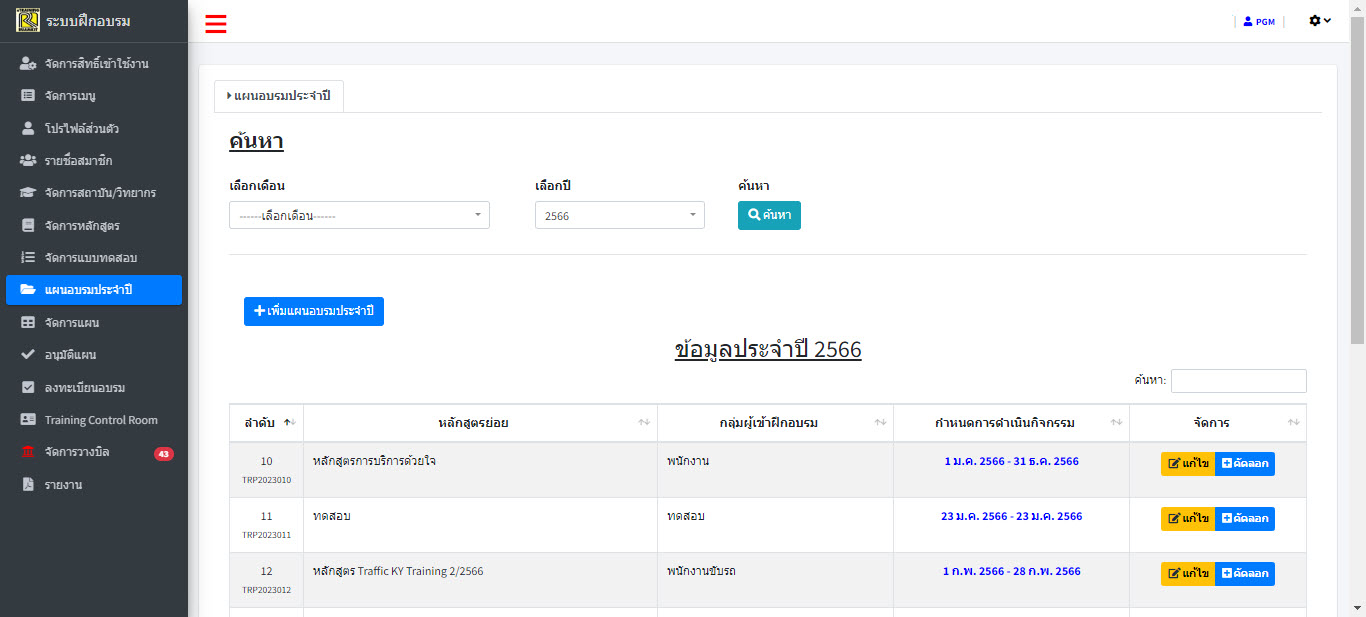 ระบบฝึกอบรม
PGM
จัดการสิทธิ์เข้าใช้งาน
จัดการเมนู
โปรไฟล์ส่วนตัว
รายชื่อสมาชิก
จัดการสถาบัน/วิทยากร
จัดการหลักสูตร
จัดการแบบทดสอบ
แผนอบรมประจำปี
จัดการแผน
อนุมัติแผน
ลงทะเบียนอบรม
Training Control Room
จัดการวางบิล 43
รายงาน
แผนอบรมประจำปี
ค้นหา
เลือกเดือน เลือกปี ค้นหา
------เลือกเดือน------ 2566 ค้นหา
เพิ่มแผนอบรมประจำปี
ข้อมูลประจำปี 2566
ค้นหา:
ลำดับ หลักสูตรย่อย กลุ่มผู้เข้าฝึกอบรม กำหนดการดำเนินกิจกรรม จัดการ
10 หลักสูตรการบริการด้วยใจ พนักงาน 1 ม.ค. 2566 - 31 ธ.ค. 2566 แก้ไข คัดลอก
TRP2023010
11 ทดสอบ ทดสอบ 23 ม.ค. 2566 - 23 ม.ค. 2566 แก้ไข คัดลอก
TRP2023011
12 หลักสูตร Traffic KY Training 2/2566 พนักงานขับรถ 1 ก.พ. 2566 - 28 ก.พ. 2566 แก้ไข คัดลอก
TRP2023012